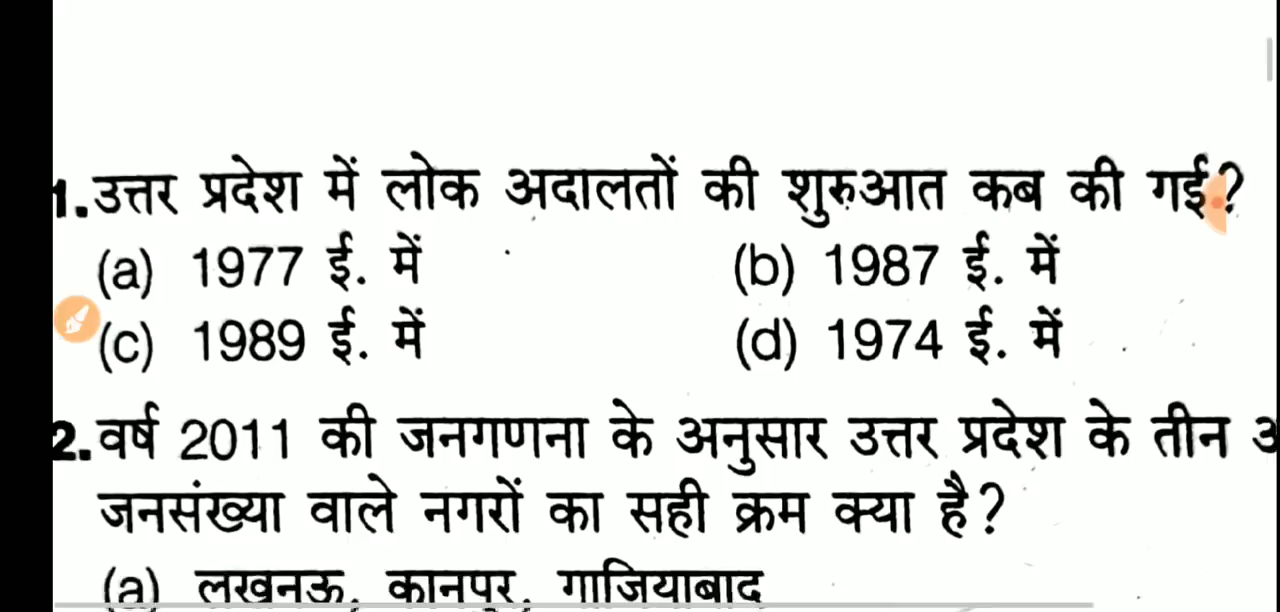 1. उत्तर प्रदेश में लोक अदालतों की शुरुआत कब की गई?
(a) 1977 ई. में (b) 1987 ई. में
(c) 1989 ई. में (d) 1974 ई. में
2. वर्ष 2011 की जनगणना के अनुसार उत्तर प्रदेश के तीन
जनसंख्या वाले नगरों का सही क्रम क्या है?
(a) लखनऊ, कानपुर, गाजियाबाद